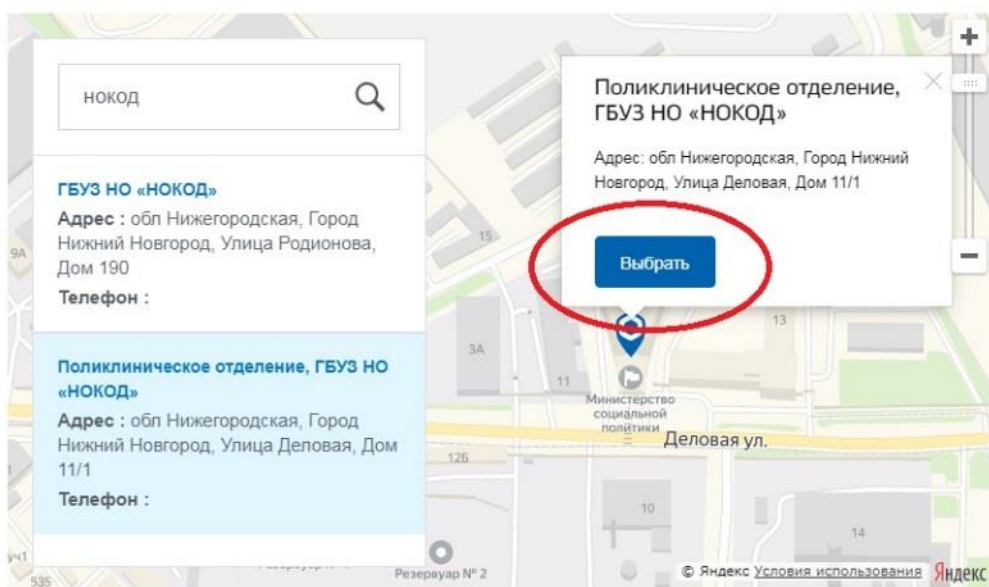 нокод
ГБУЗ НО «НОКОД»
Адрес : обл Нижегородская, Город
Нижний Новгород, Улица Родионова,
Дом 190
Телефон :
Поликлиническое отделение, ГБУЗ НО
«НОКОД»
Адрес : обл Нижегородская, Город
Нижний Новгород, Улица Деловая, Дом
11/1
Телефон :
Поликлиническое отделение,
ГБУЗ НО «НОКОД»
Адрес: обл Нижегородская, Город Нижний
Новгород, Улица Деловая, Дом 11/1
Выбрать
9А
15
13
3А
11
Министерство
социальной
политики
Деловая ул.
12Б
10
14
уч1
535
Резервуар № 2
© Яндекс Условия использования Яндекс